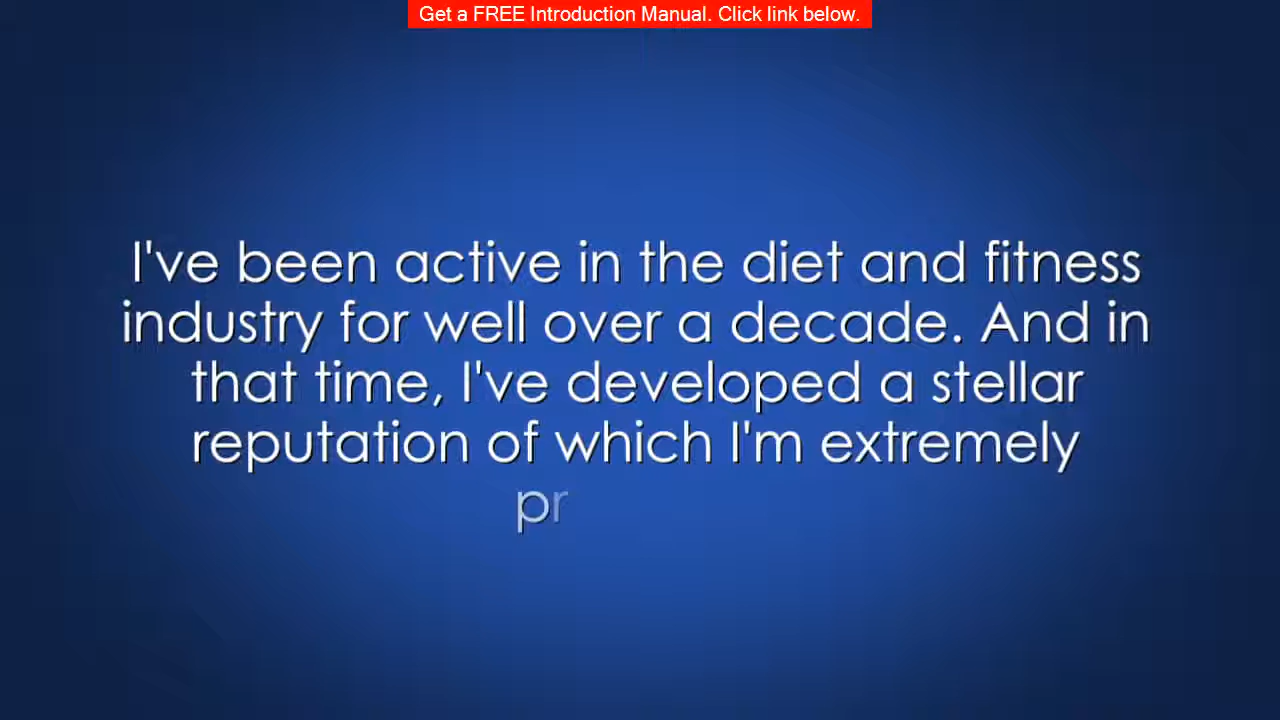 Get a FREE Introduction Manual. Click link below.
I've been active in the diet and fitness
industry for well over a decade. And in
that time, I've developed a stellar
reputation of which I'm extremely
pr